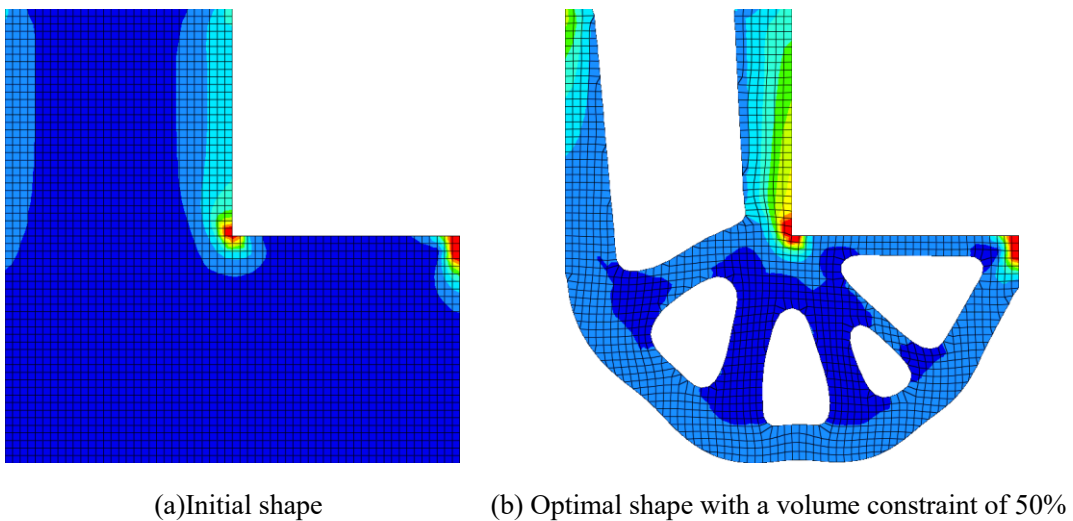 (a)Initial shape
(b) Optimal shape with a volume constraint of 50%